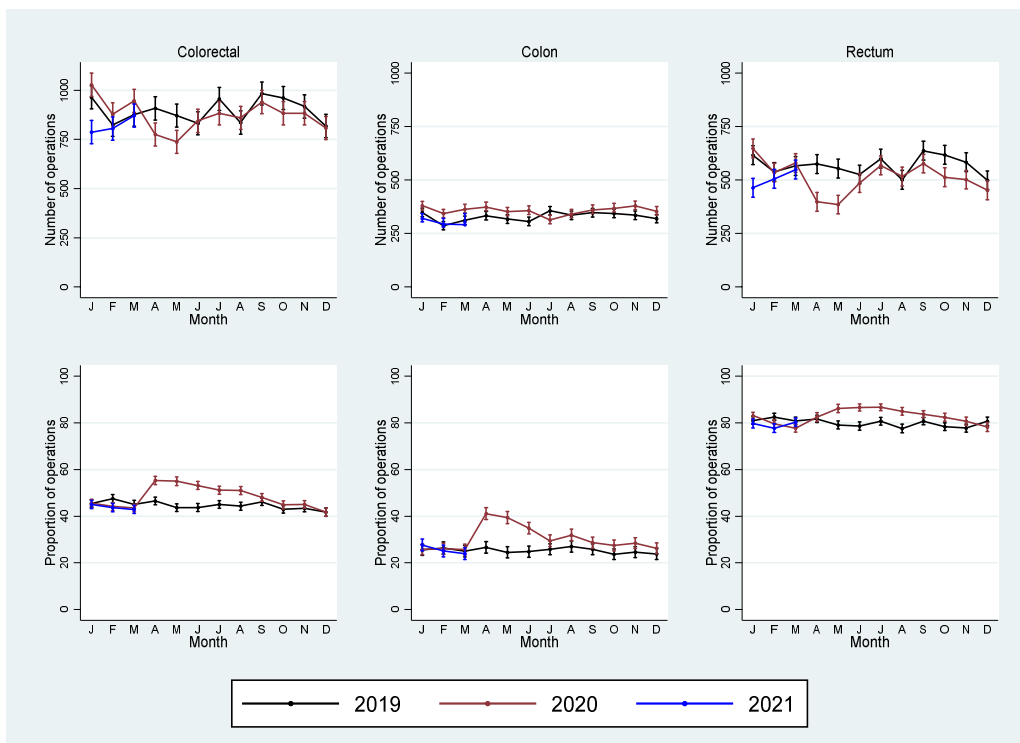 Colorectal
Number of operations
0 250 500 750 1000
J F M A M J J A S O N D
Month
Colon
Number of operations
0 250 500 750 1000
J F M A M J J A S O N D
Month
Rectum
Number of operations
0 250 500 750 1000
J F M A M J J A S O N D
Month
Proportion of operations
0 20 40 60 80 100
J F M A M J J A S O N D
Month
Proportion of operations
0 20 40 60 80 100
J F M A M J J A S O N D
Month
Proportion of operations
0 20 40 60 80 100
J F M A M J J A S O N D
Month
2019 2020 2021